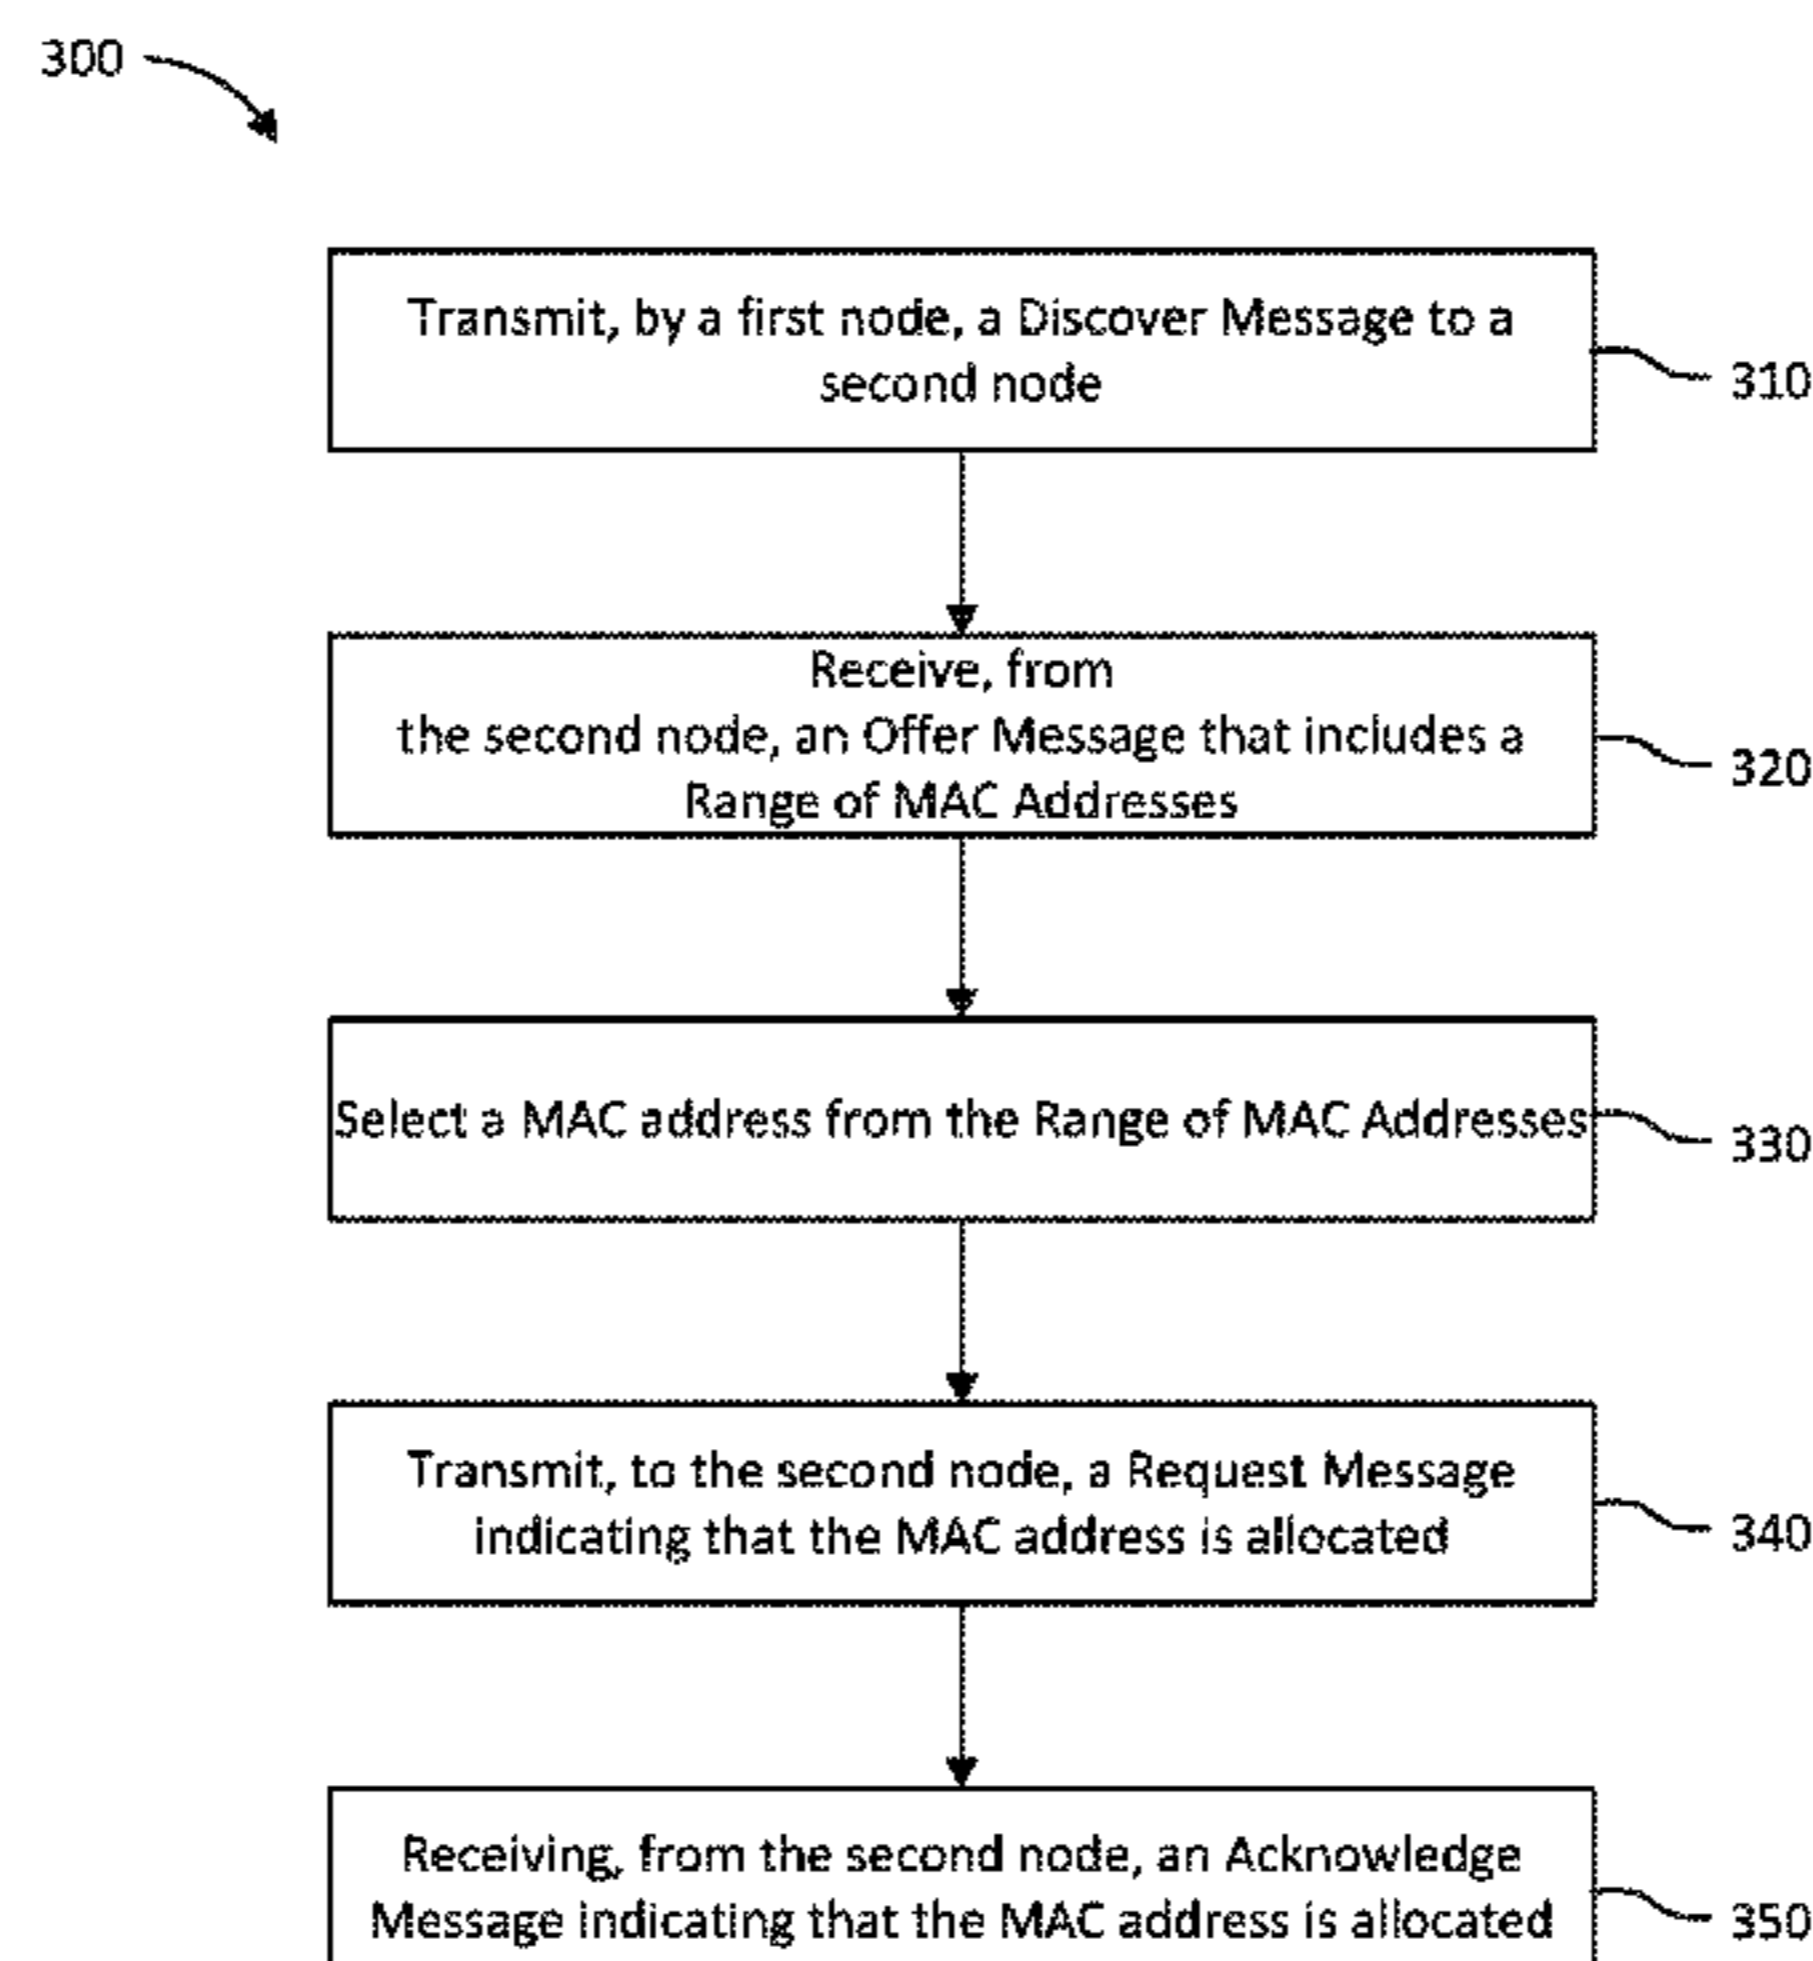 300
Transmit, by a first node, a Discover Message to a
second node
310
Receive, from
the second node, an Offer Message that includes a
Range of MAC Addresses
320
Select a MAC address from the Range of MAC Addresses
330
Transmit, to the second node, a Request Message
indicating that the MAC address is allocated
340
Receiving, from the second node, an Acknowledge
Message indicating that the MAC address is allocated
350